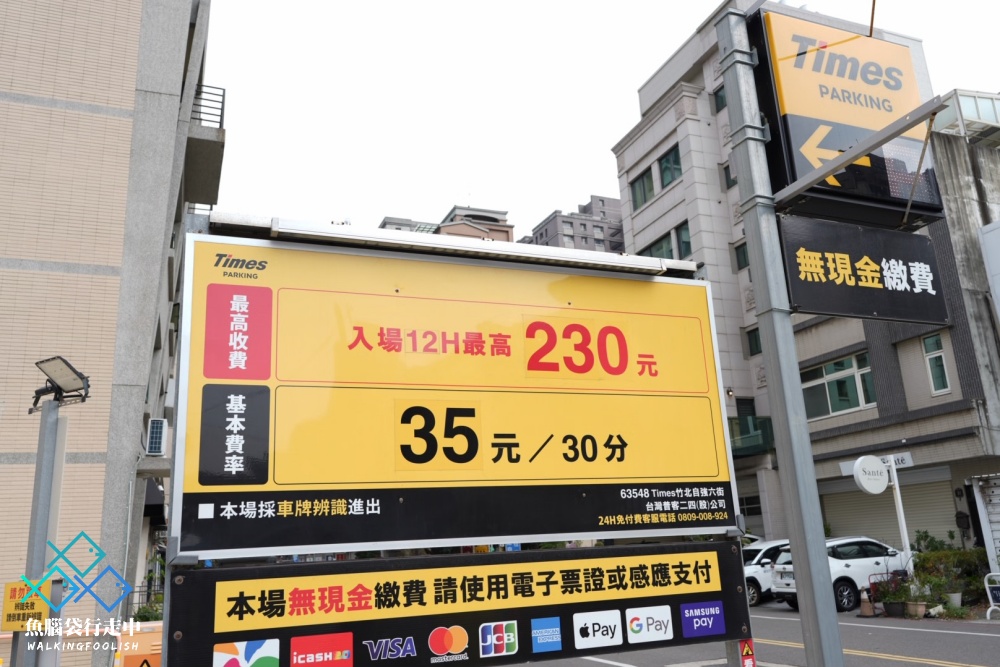 Times
PARKING
無現金繳費
Times
PARKING
最高收費
入場12H最高 230 元
基本費率
35 元 / 30 分
■ 本場採車牌辨識進出
63548 Times竹北自強六街
台灣普客二四(股)公司
24H免付費客服電話 0809-008-924
本場無現金繳費 請使用電子票證或感應支付
icash2.0
VISA
mastercard
JCB
AMERICAN EXPRESS
Pay
G Pay
SAMSUNG pay
Santé
魚腦袋行走中
WALKINGFOOLISH